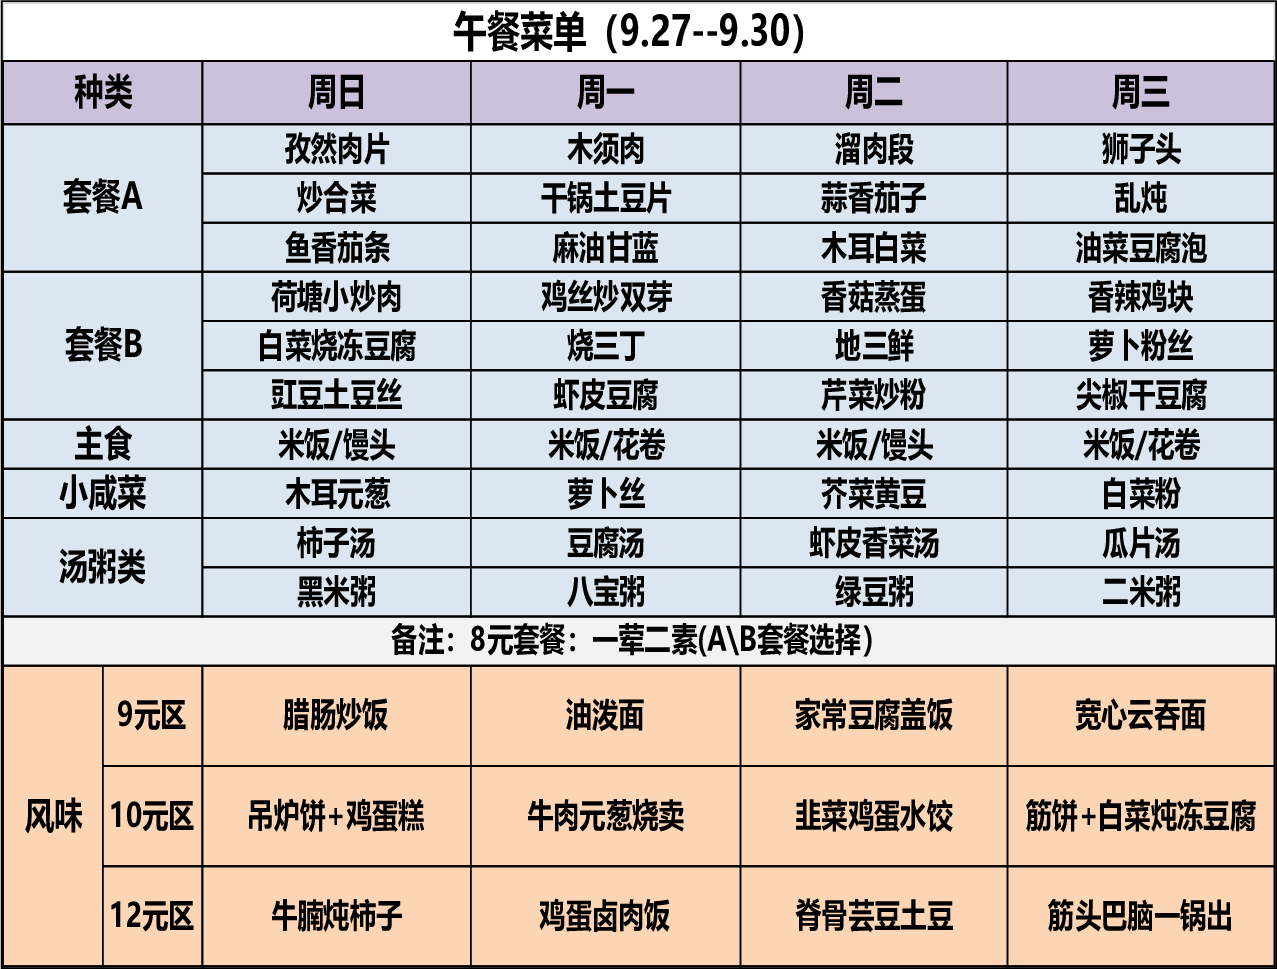 午餐菜单（9.27--9.30）
种类 周日 周一 周二 周三
套餐A
孜然肉片 木须肉 溜肉段 狮子头
炒合菜 干锅土豆片 蒜香茄子 乱炖
鱼香茄条 麻油甘蓝 木耳白菜 油菜豆腐泡
套餐B
荷塘小炒肉 鸡丝炒双芽 香菇蒸蛋 香辣鸡块
白菜烧冻豆腐 烧三丁 地三鲜 萝卜粉丝
豇豆土豆丝 虾皮豆腐 芹菜炒粉 尖椒干豆腐
主食 米饭/馒头 米饭/花卷 米饭/馒头 米饭/花卷
小咸菜 木耳元葱 萝卜丝 芥菜黄豆 白菜粉
汤粥类
柿子汤 豆腐汤 虾皮香菜汤 瓜片汤
黑米粥 八宝粥 绿豆粥 二米粥
备注：8元套餐：一荤二素(A\B套餐选择）
风味
9元区 腊肠炒饭 油泼面 家常豆腐盖饭 宽心云吞面
10元区 吊炉饼+鸡蛋糕 牛肉元葱烧卖 韭菜鸡蛋水饺 筋饼+白菜炖冻豆腐
12元区 牛腩炖柿子 鸡蛋卤肉饭 脊骨芸豆土豆 筋头巴脑一锅出